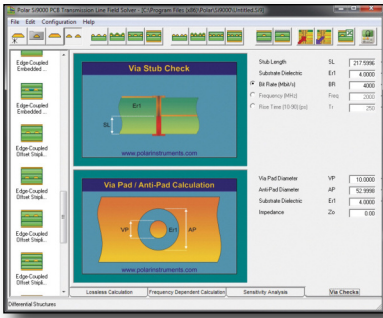 Polar Si9000 PCB Transmission Line Field Solver - [C:\Program Files (x86)\Polar\Si9000\Untitled.Si9]
File Edit Configuration Help
Edge-Coupled
Embedded ...
Edge-Coupled
Embedded ...
Edge-Coupled
Offset Stripl...
Edge-Coupled
Offset Stripl...
Edge-Coupled
Offset Stripl...
Edge-Coupled
Offset Stripl...
Via Stub Check
Er1
SL
www.polarinstruments.com
Stub Length SL 217.5996
Substrate Dielectric Er1 4.0000
Bit Rate (Mbit/s) BR 4000
Frequency (MHz) Freq 2000
Rise Time (10-90) (ps) Tr 250
Via Pad / Anti-Pad Calculation
VP
Er1
AP
www.polarinstruments.com
Via Pad Diameter VP 10.0000
Anti-Pad Diameter AP 52.9998
Substrate Dielectric Er1 4.0000
Impedance Zo 0.00
Lossless Calculation Frequency Dependent Calculation Sensitivity Analysis Via Checks
Differential Structures